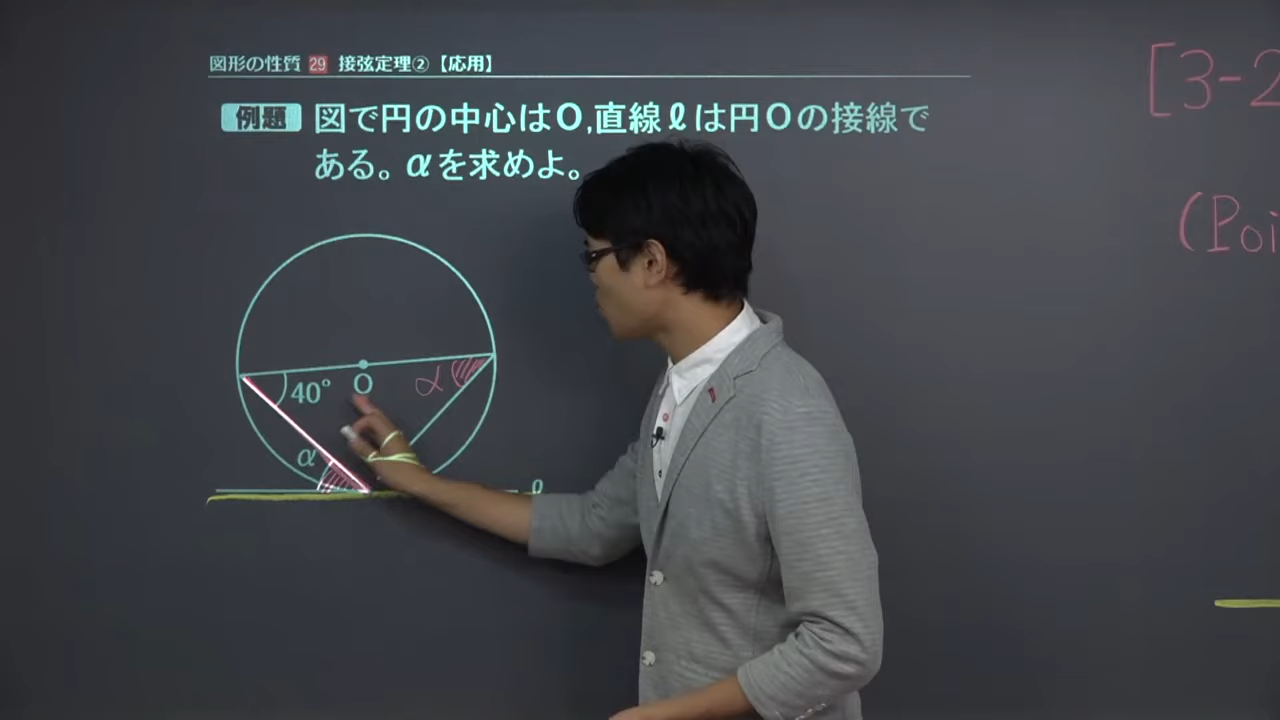 図形の性質 29 接弦定理②【応用】
例題 図で円の中心はO,直線ℓは円Oの接線で
ある。αを求めよ。
[3-2
(Poi
40°
O
α
α
ℓ